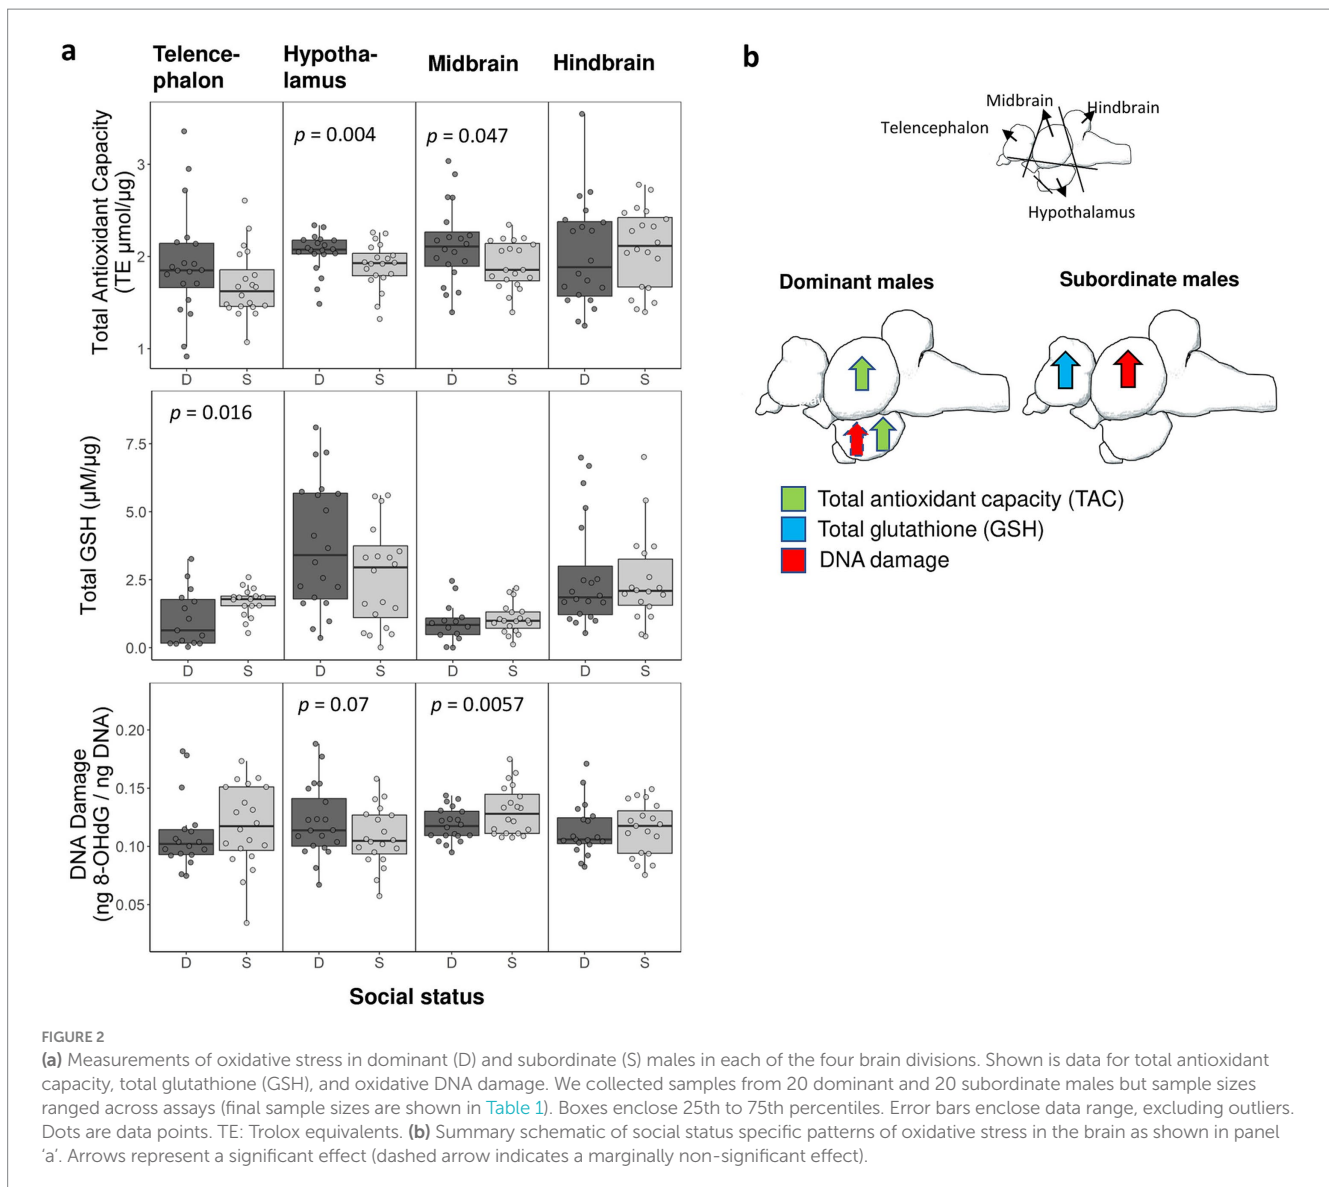 a
Telence-
phalon
Hypotha-
lamus
Midbrain
Hindbrain
Total Antioxidant Capacity
(TE μmol/μg)
3
2
1
p = 0.004
p = 0.047
D
S
D
S
D
S
D
S
Total GSH (μM/μg)
7.5
5.0
2.5
0.0
p = 0.016
D
S
D
S
D
S
D
S
DNA Damage
(ng 8-OHdG / ng DNA)
0.20
0.15
0.10
0.05
p = 0.07
p = 0.0057
D
S
D
S
D
S
D
S
Social status
b
Midbrain
Hindbrain
Telencephalon
Hypothalamus
Dominant males
Subordinate males
Total antioxidant capacity (TAC)
Total glutathione (GSH)
DNA damage
FIGURE 2
(a) Measurements of oxidative stress in dominant (D) and subordinate (S) males in each of the four brain divisions. Shown is data for total antioxidant
capacity, total glutathione (GSH), and oxidative DNA damage. We collected samples from 20 dominant and 20 subordinate males but sample sizes
ranged across assays (final sample sizes are shown in Table 1). Boxes enclose 25th to 75th percentiles. Error bars enclose data range, excluding outliers.
Dots are data points. TE: Trolox equivalents. (b) Summary schematic of social status specific patterns of oxidative stress in the brain as shown in panel
‘a’. Arrows represent a significant effect (dashed arrow indicates a marginally non-significant effect).